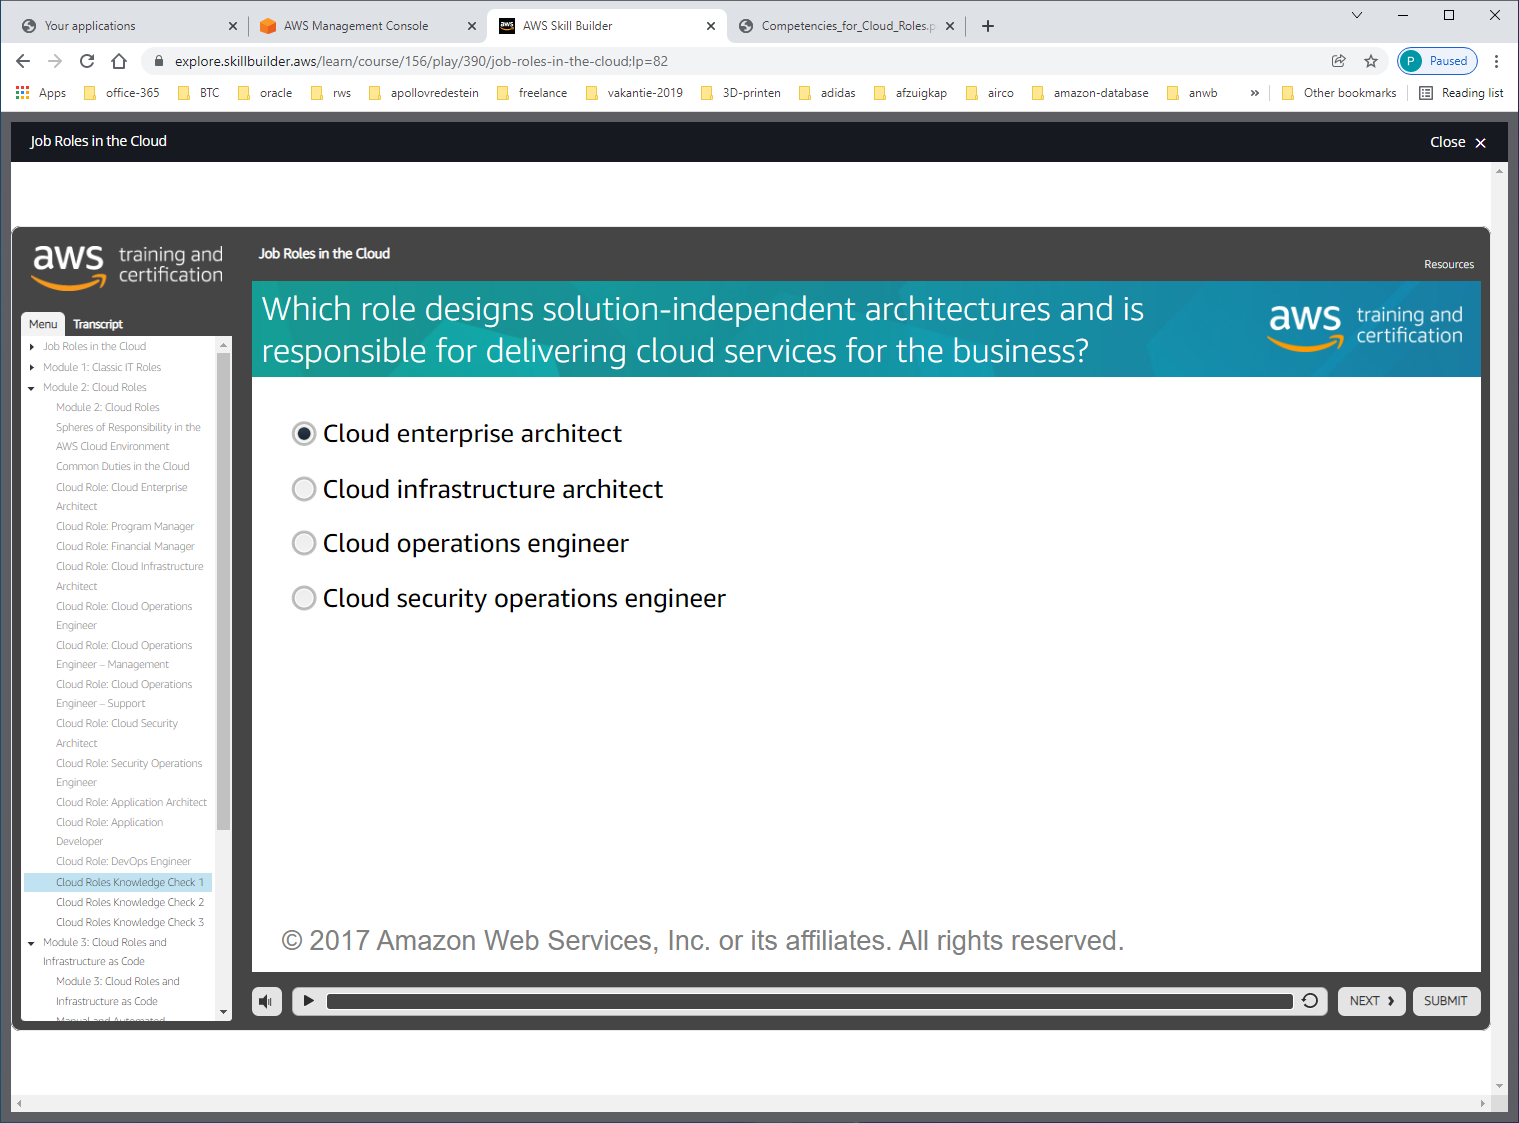 Your applications
AWS Management Console
AWS Skill Builder
Competencies_for_Cloud_Roles.p
explore.skillbuilder.aws/learn/course/156/play/390/job-roles-in-the-cloud;lp=82
P Paused
Apps
office-365
BTC
oracle
rws
apollovredestein
freelance
vakantie-2019
3D-printen
adidas
afzuigkap
airco
amazon-database
anwb
»
Other bookmarks
Reading list
Job Roles in the Cloud
Close
aws training and
certification
Job Roles in the Cloud
Resources
Menu
Transcript
Job Roles in the Cloud
Module 1: Classic IT Roles
Module 2: Cloud Roles
Module 2: Cloud Roles
Spheres of Responsibility in the
AWS Cloud Environment
Common Duties in the Cloud
Cloud Role: Cloud Enterprise
Architect
Cloud Role: Program Manager
Cloud Role: Financial Manager
Cloud Role: Cloud Infrastructure
Architect
Cloud Role: Cloud Operations
Engineer
Cloud Role: Cloud Operations
Engineer – Management
Cloud Role: Cloud Operations
Engineer – Support
Cloud Role: Cloud Security
Architect
Cloud Role: Security Operations
Engineer
Cloud Role: Application Architect
Cloud Role: Application
Developer
Cloud Role: DevOps Engineer
Cloud Roles Knowledge Check 1
Cloud Roles Knowledge Check 2
Cloud Roles Knowledge Check 3
Module 3: Cloud Roles and
Infrastructure as Code
Module 3: Cloud Roles and
Infrastructure as Code
Manual and Automated
Which role designs solution-independent architectures and is
responsible for delivering cloud services for the business?
aws training and
certification
Cloud enterprise architect
Cloud infrastructure architect
Cloud operations engineer
Cloud security operations engineer
© 2017 Amazon Web Services, Inc. or its affiliates. All rights reserved.
NEXT
SUBMIT